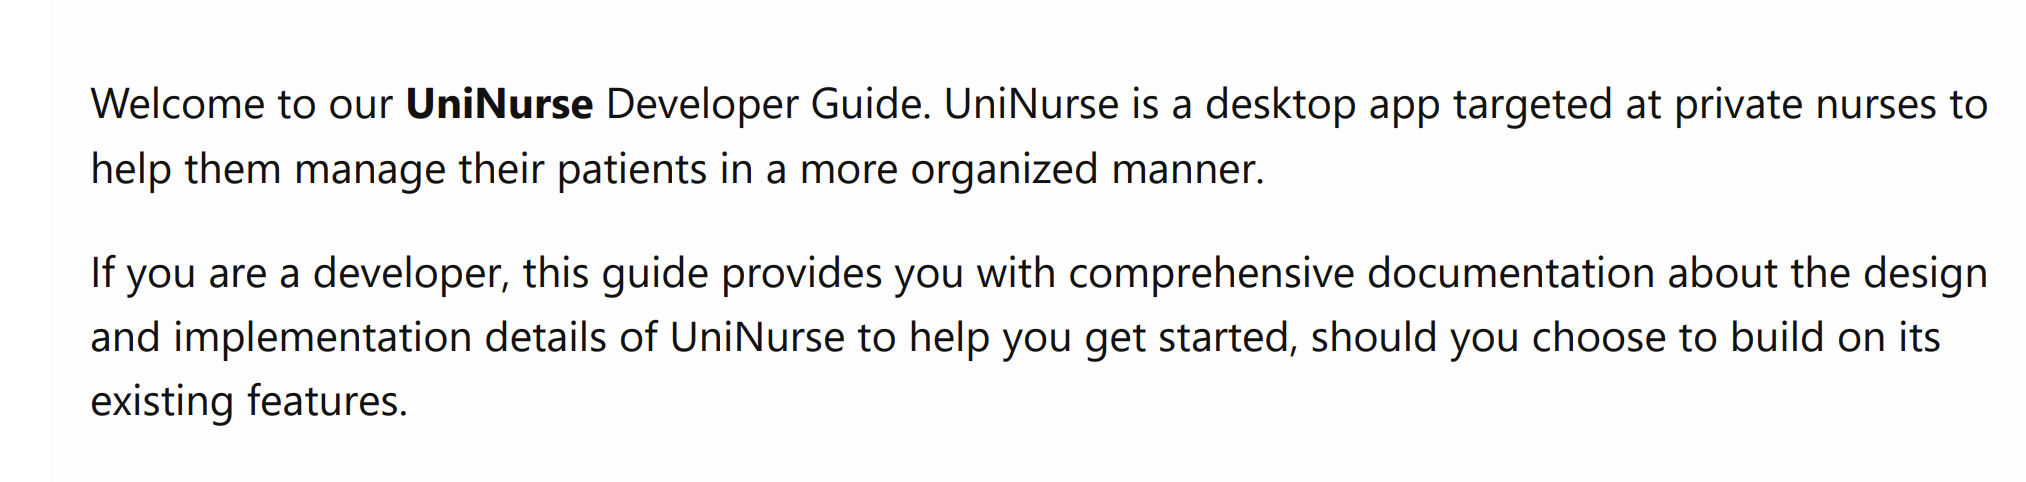 Welcome to our UniNurse Developer Guide. UniNurse is a desktop app targeted at private nurses to
help them manage their patients in a more organized manner.
If you are a developer, this guide provides you with comprehensive documentation about the design
and implementation details of UniNurse to help you get started, should you choose to build on its
existing features.